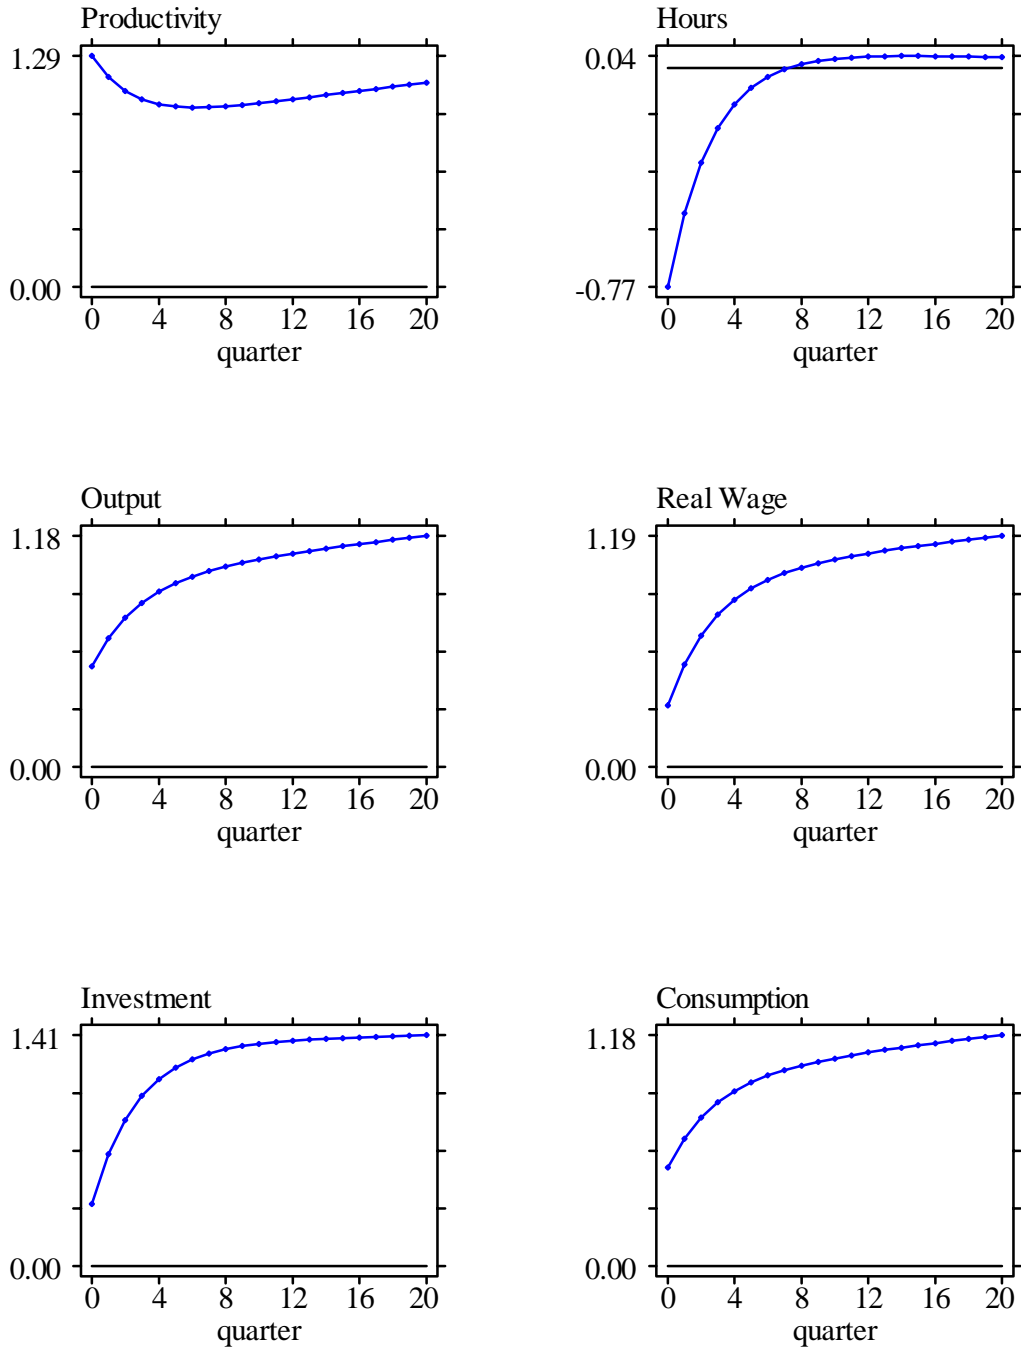 Productivity
1.29
0.00
0 4 8 12 16 20
quarter
Hours
0.04
-0.77
0 4 8 12 16 20
quarter
Output
1.18
0.00
0 4 8 12 16 20
quarter
Real Wage
1.19
0.00
0 4 8 12 16 20
quarter
Investment
1.41
0.00
0 4 8 12 16 20
quarter
Consumption
1.18
0.00
0 4 8 12 16 20
quarter